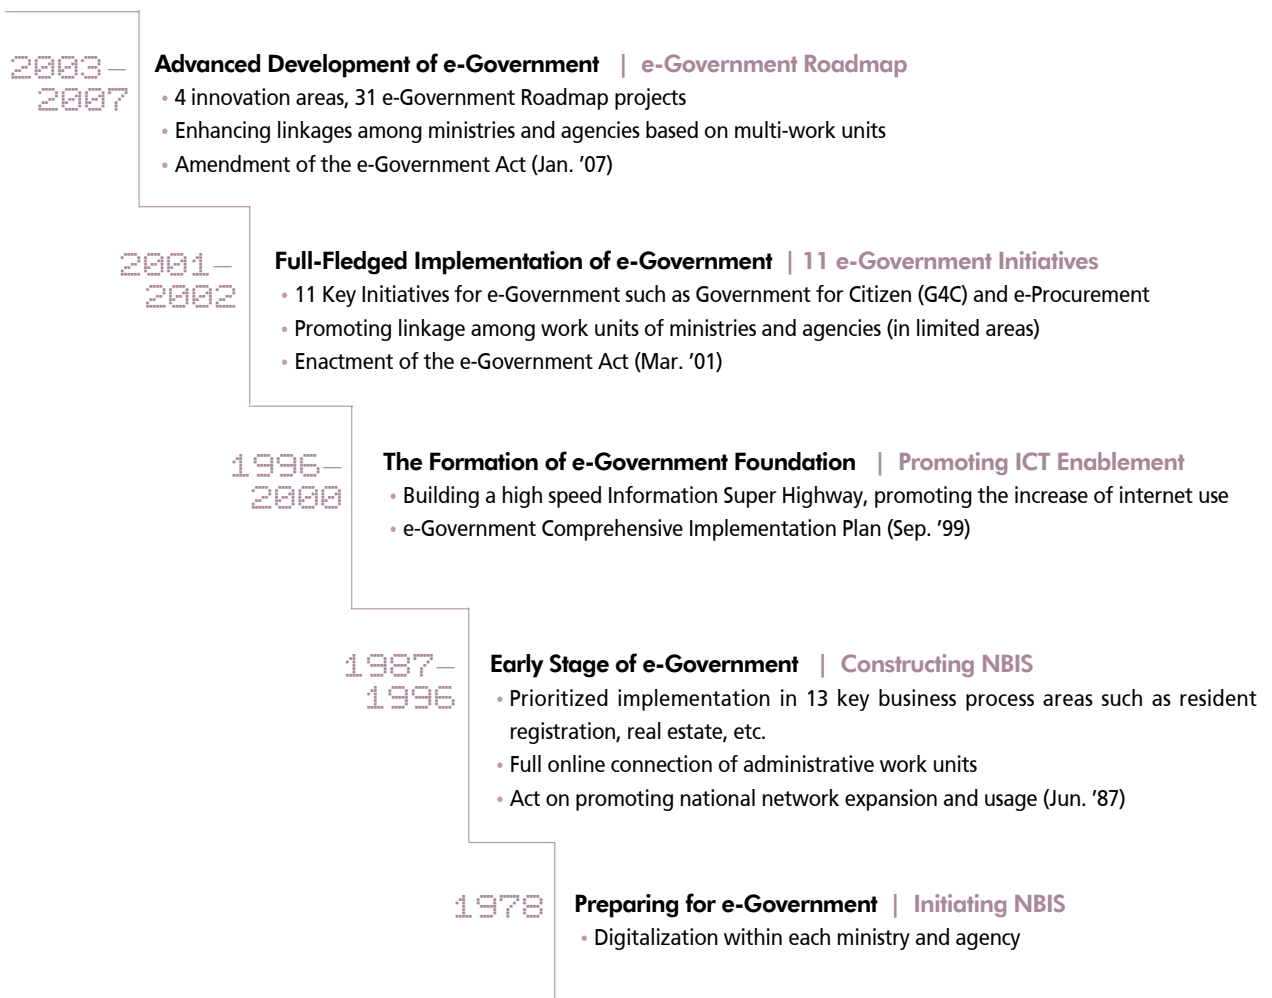 2003–
2007
Advanced Development of e-Government | e-Government Roadmap
• 4 innovation areas, 31 e-Government Roadmap projects
• Enhancing linkages among ministries and agencies based on multi-work units
• Amendment of the e-Government Act (Jan. ’07)
2001–
2002
Full-Fledged Implementation of e-Government | 11 e-Government Initiatives
• 11 Key Initiatives for e-Government such as Government for Citizen (G4C) and e-Procurement
• Promoting linkage among work units of ministries and agencies (in limited areas)
• Enactment of the e-Government Act (Mar. ’01)
1996–
2000
The Formation of e-Government Foundation | Promoting ICT Enablement
• Building a high speed Information Super Highway, promoting the increase of internet use
• e-Government Comprehensive Implementation Plan (Sep. ’99)
1987–
1996
Early Stage of e-Government | Constructing NBIS
• Prioritized implementation in 13 key business process areas such as resident
registration, real estate, etc.
• Full online connection of administrative work units
• Act on promoting national network expansion and usage (Jun. ’87)
1978
Preparing for e-Government | Initiating NBIS
• Digitalization within each ministry and agency